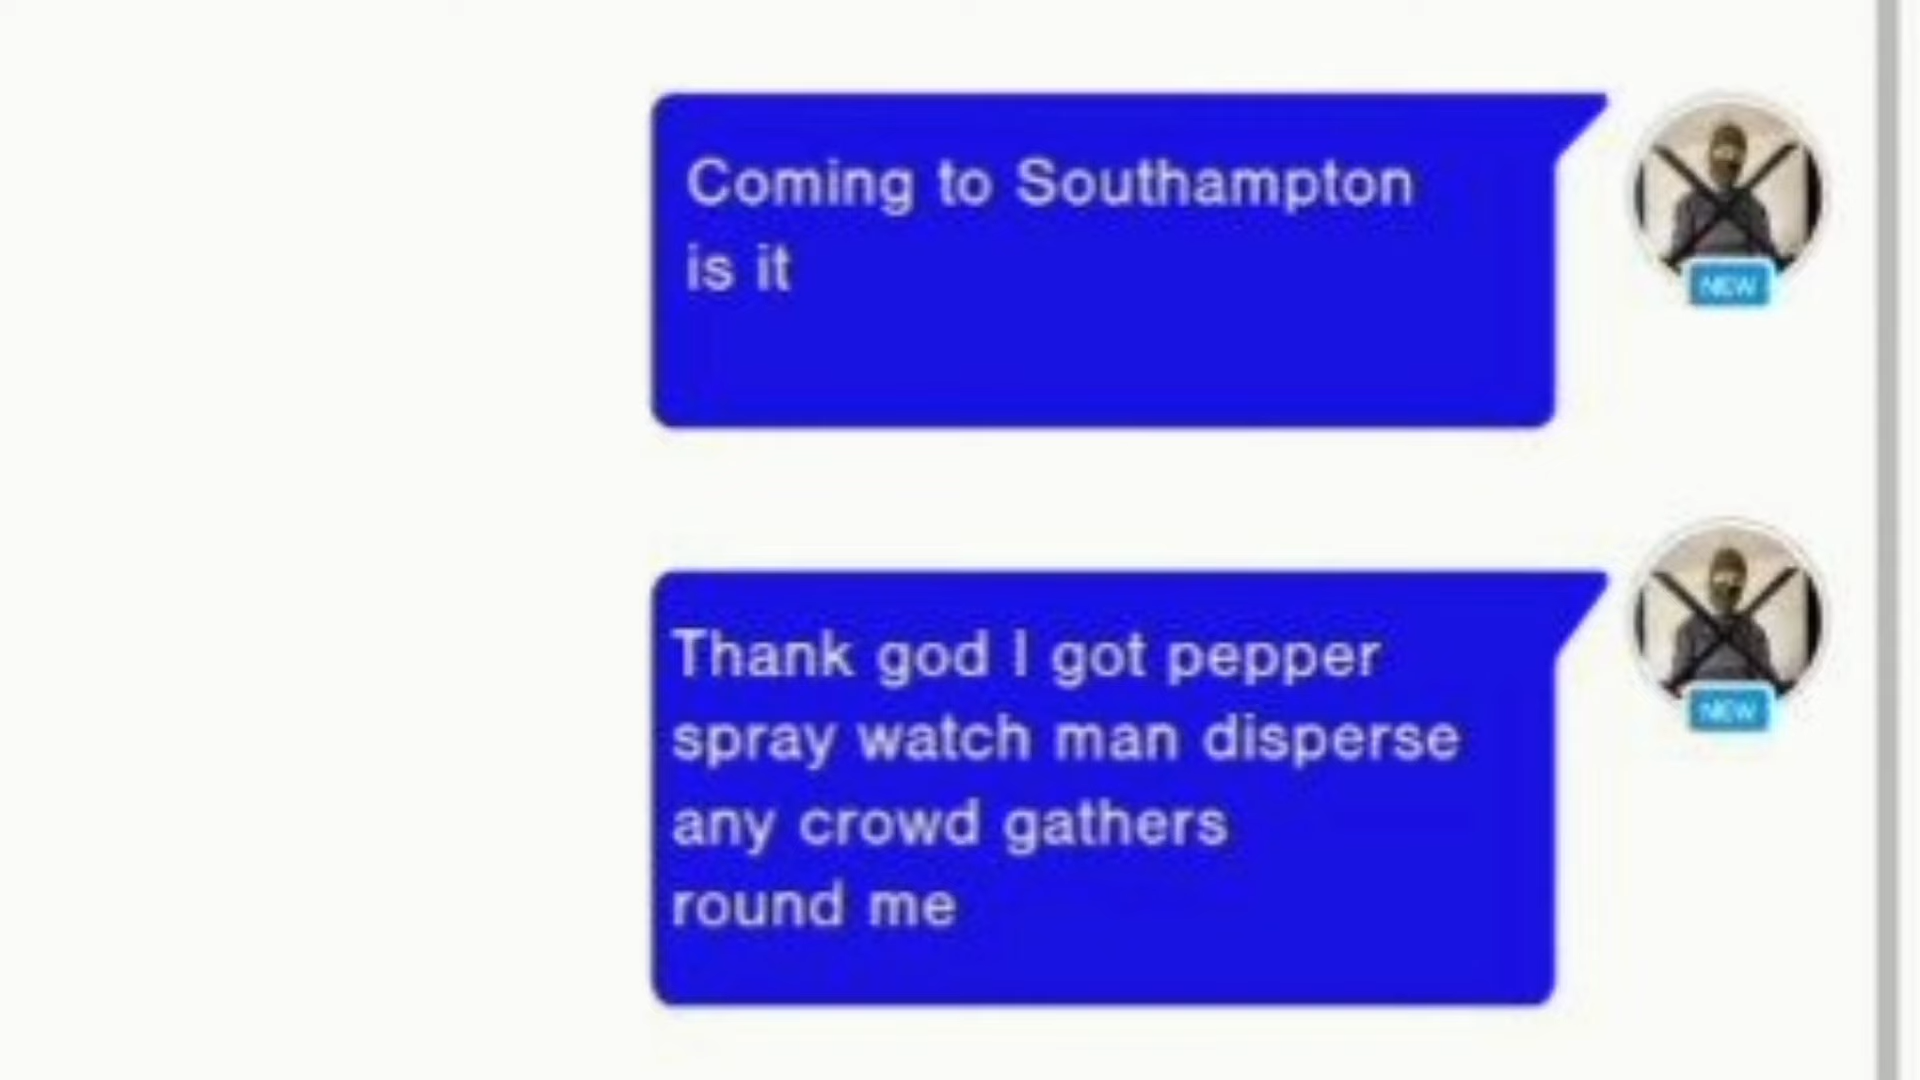 Coming to Southampton
is it
NEW
Thank god I got pepper
spray watch man disperse
any crowd gathers
round me
NEW